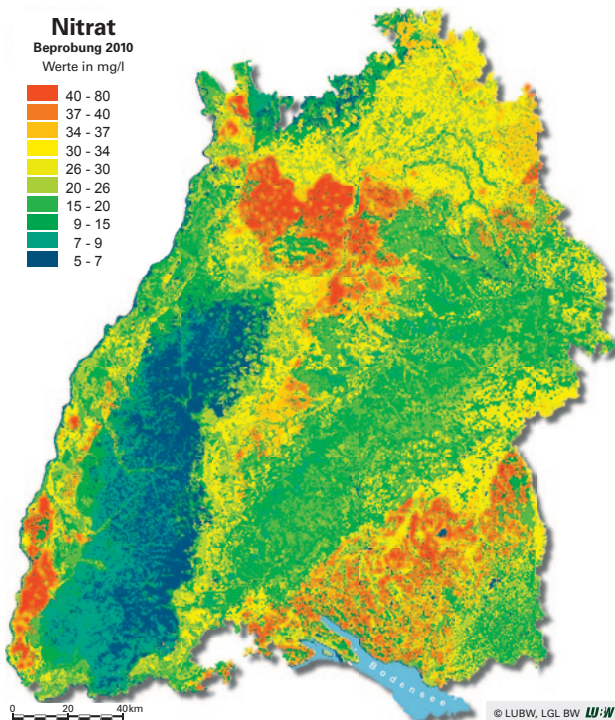 Nitrat
Beprobung 2010
Werte in mg/l
40 - 80
37 - 40
34 - 37
30 - 34
26 - 30
20 - 26
15 - 20
9 - 15
7 - 9
5 - 7
Bodensee
0 20 40km
© LUBW, LGL BW LUBW